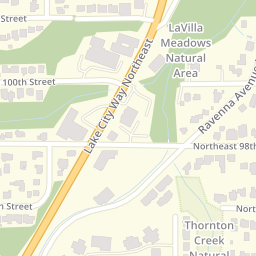 LaVilla
Meadows
Natural
Area
100th Street
Lake City Way Northeast
Ravenna Avenue
Northeast 98th
h Street
Nort
Thornton
Creek
Natural